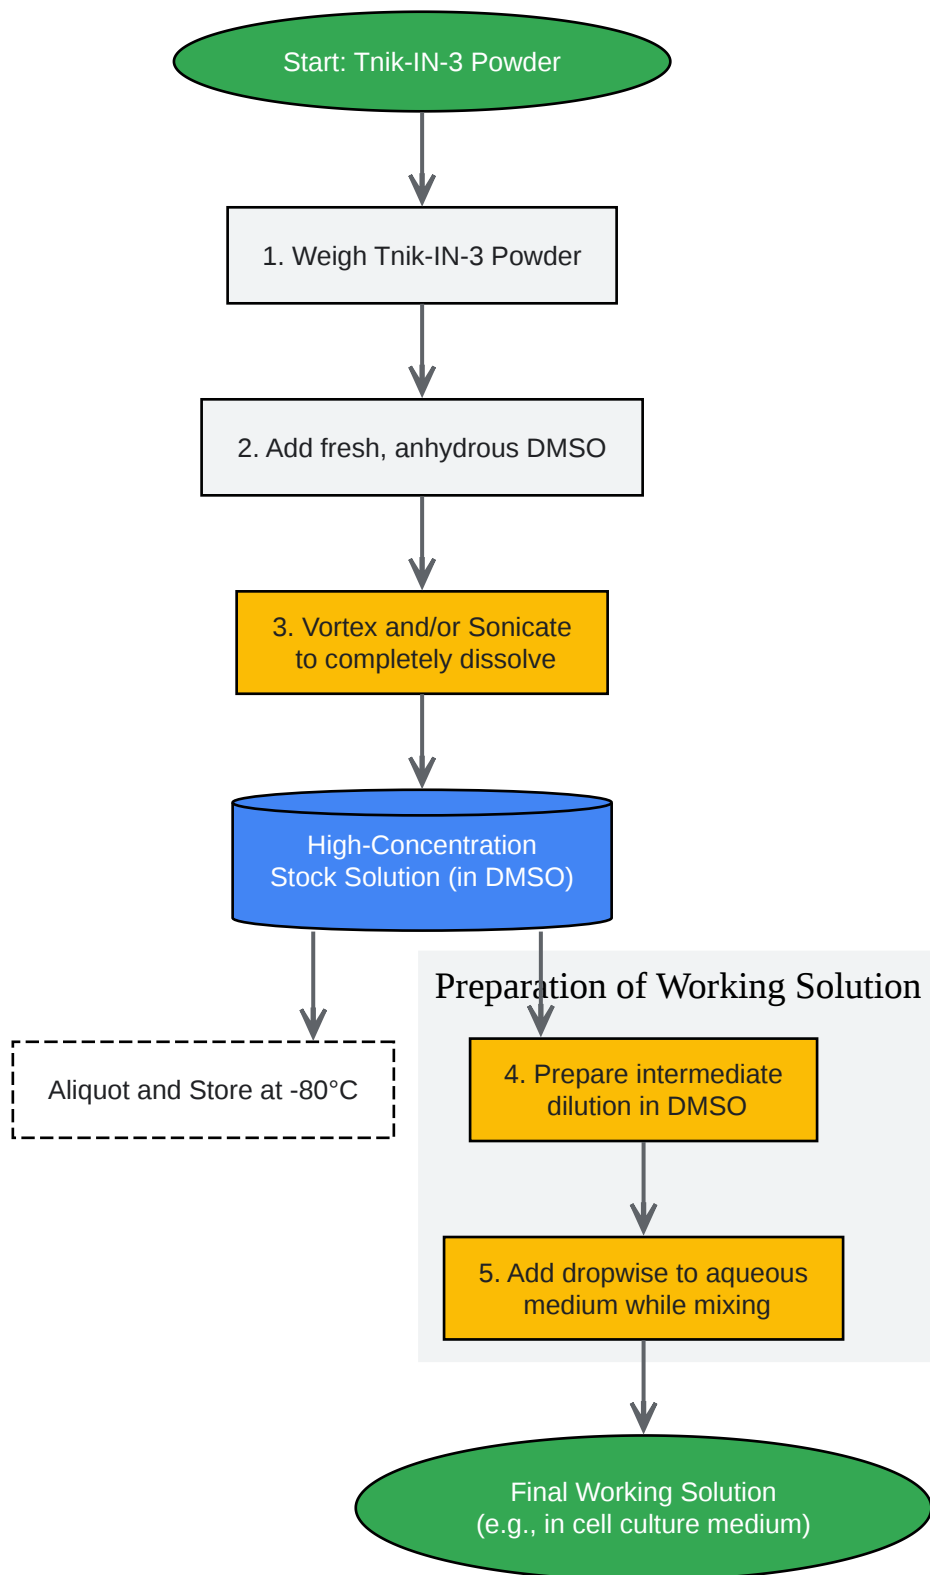 Start: Tnik-IN-3 Powder
1. Weigh Tnik-IN-3 Powder
2. Add fresh, anhydrous DMSO
3. Vortex and/or Sonicate
to completely dissolve
High-Concentration
Stock Solution (in DMSO)
Preparation of Working Solution
Aliquot and Store at -80°C
4. Prepare intermediate
dilution in DMSO
5. Add dropwise to aqueous
medium while mixing
Final Working Solution
(e.g., in cell culture medium)